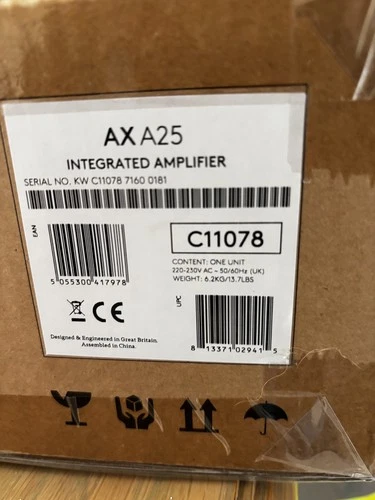 AX A25
INTEGRATED AMPLIFIER
SERIAL NO. KW C11078 7160 0181
EAN
5 055300 417978
C11078
CONTENT: ONE UNIT
220-230V AC ~ 50/60Hz (UK)
WEIGHT: 6.2KG/13.7LBS
CE
UPC
8 13371 02941 5
Designed & Engineered in Great Britain.
Assembled in China.